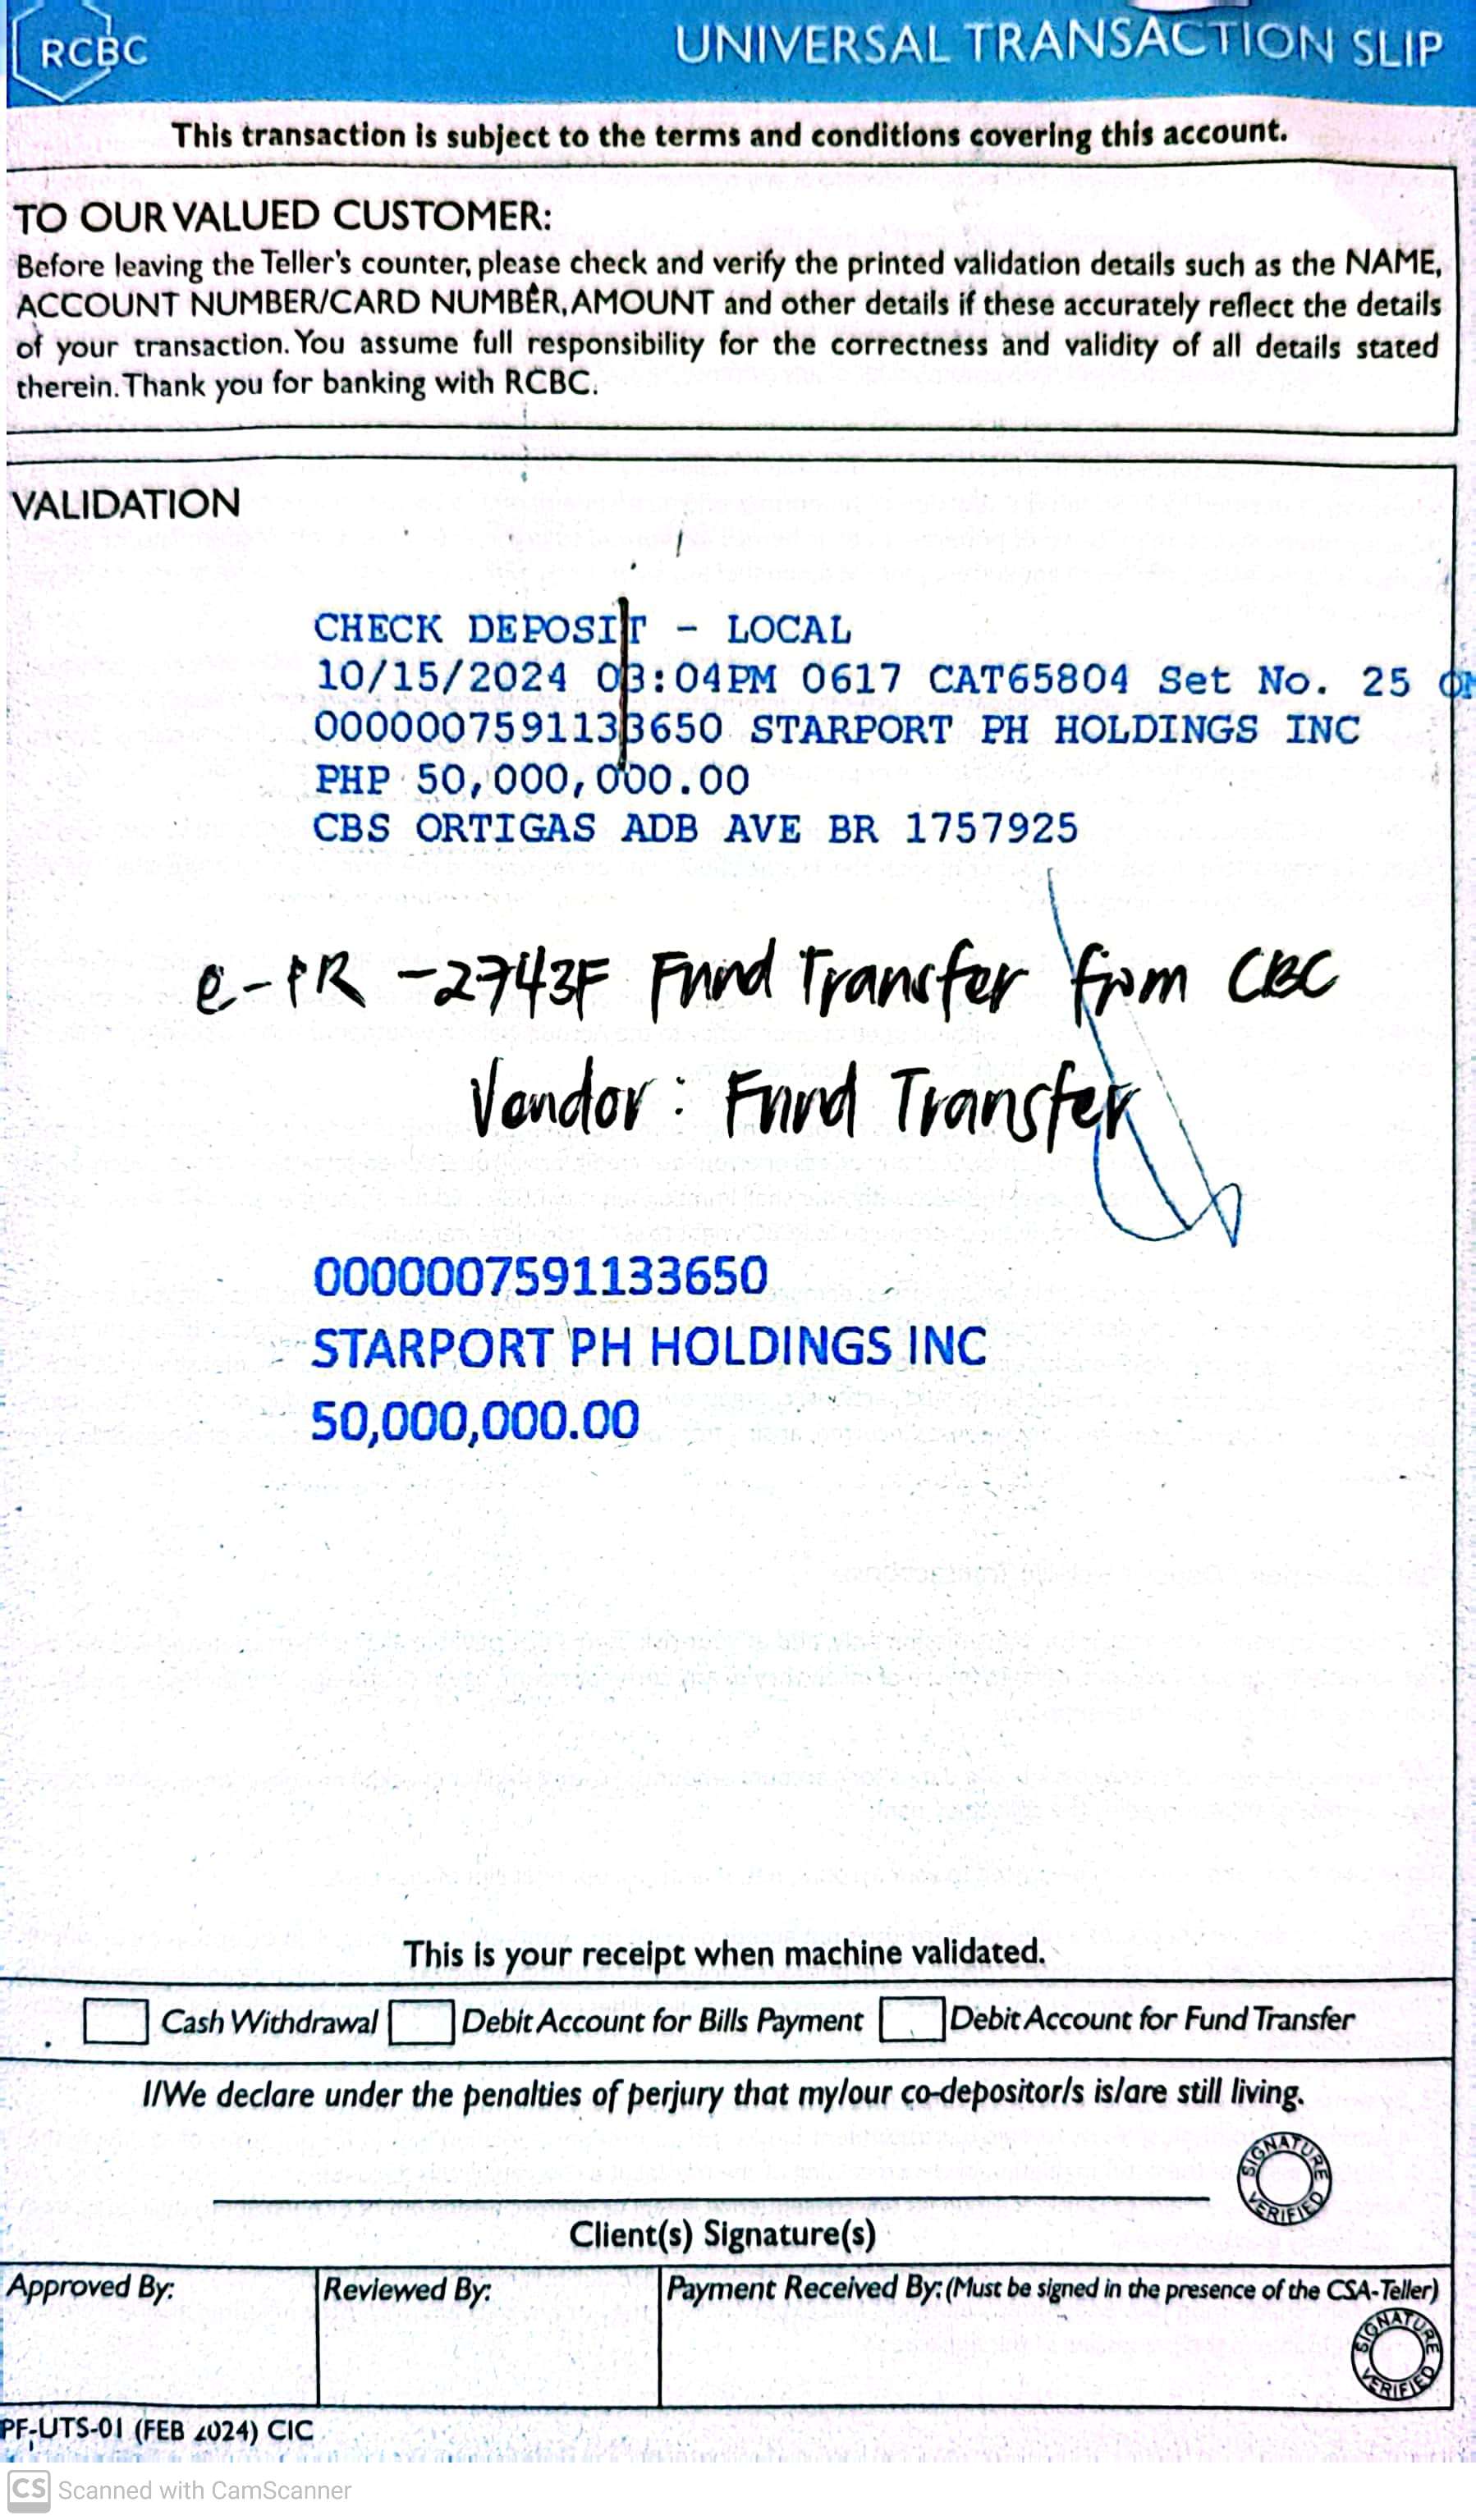 RCBC
UNIVERSAL TRANSACTION SLIP
This transaction is subject to the terms and conditions covering this account.
TO OUR VALUED CUSTOMER:
Before leaving the Teller's counter, please check and verify the printed validation details such as the NAME,
ACCOUNT NUMBER/CARD NUMBER, AMOUNT and other details if these accurately reflect the details
of your transaction. You assume full responsibility for the correctness and validity of all details stated
therein. Thank you for banking with RCBC.
VALIDATION
CHECK DEPOSIT - LOCAL
10/15/2024 03:04PM 0617 CAT65804 Set No. 25
0000007591133650 STARPORT PH HOLDINGS INC
PHP 50,000,000.00
CBS ORTIGAS ADB AVE BR 1757925
e-PR -2743F Fund Transfer from CBC
Vendor: Fund Transfer
0000007591133650
STARPORT PH HOLDINGS INC
50,000,000.00
This is your receipt when machine validated.
Cash Withdrawal Debit Account for Bills Payment Debit Account for Fund Transfer
I/We declare under the penalties of perjury that my/our co-depositor/s is/are still living.
SIGNATURE VERIFIED
Client(s) Signature(s)
Approved By: Reviewed By: Payment Received By: (Must be signed in the presence of the CSA-Teller)
SIGNATURE VERIFIED
PF-UTS-01 (FEB 2024) CIC
CS Scanned with CamScanner